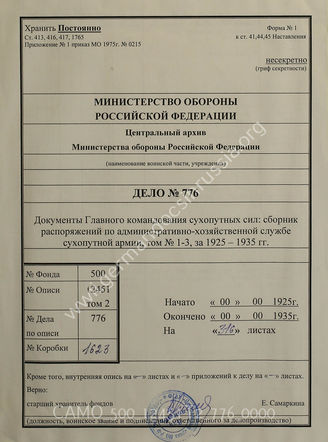 Хранить Постоянно
Ст. 413, 416, 417, 1765
Приложение № 1 приказ МО 1975г. № 0215
Форма № 1
к ст. 41,44,45 Наставления
несекретно
(гриф секретности)
МИНИСТЕРСТВО ОБОРОНЫ
РОССИЙСКОЙ ФЕДЕРАЦИИ
Центральный архив
Министерства обороны Российской Федерации
(наименование воинской части, учреждения)
ДЕЛО № 776
Документы Главного командования сухопутных сил: сборник
распоряжений по административно-хозяйственной службе
сухопутной армии, том № 1-3, за 1925 – 1935 гг.
№ Фонда 500
№ Описи 12451
том 2
№ Дела 776
по описи
№ Коробки 1623
Начато « 00 » 00 1925г.
Окончено « 00 » 00 1935г.
На «316» листах
Кроме того, внутренняя опись на «–» листах и «–» приложений к делу на «–» листах.
Верно:
старший хранитель фондов Е. Самаркина
(должность, воинское звание и подпись
www.germandocsinrussia.org